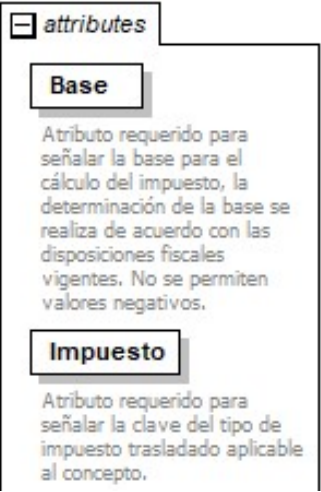 attributes
Base
Atributo requerido para
señalar la base para el
cálculo del impuesto, la
determinación de la base se
realiza de acuerdo con las
disposiciones fiscales
vigentes. No se permiten
valores negativos.
Impuesto
Atributo requerido para
señalar la clave del tipo de
impuesto trasladado aplicable
al concepto.